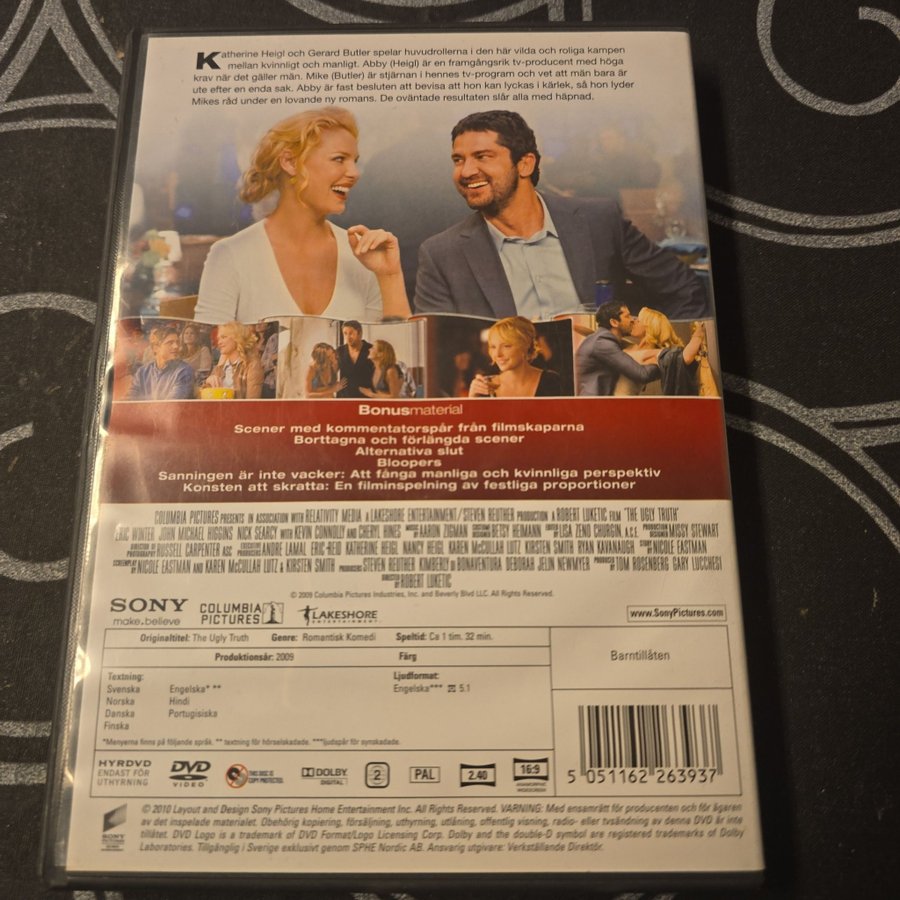 Katherine Heigl och Gerard Butler spelar huvudrollerna i den här vilda och roliga kampen
mellan kvinnligt och manligt. Abby (Heigl) är en framgångsrik tv-producent med höga
krav när det gäller män. Mike (Butler) är stjärnan i hennes tv-program och vet att män bara är
ute efter en enda sak. Abby är fast besluten att bevisa att hon kan lyckas i kärlek, så hon lyder
Mikes råd under en lovande ny romans. De oväntade resultaten slår alla med häpnad.
Bonusmaterial
Scener med kommentatorspår från filmskaparna
Borttagna och förlängda scener
Alternativa slut
Bloopers
Sanningen är inte vacker: Att fånga manliga och kvinnliga perspektiv
Konsten att skratta: En filminspelning av festliga proportioner
COLUMBIA PICTURES PRESENTS IN ASSOCIATION WITH RELATIVITY MEDIA A LAKESHORE ENTERTAINMENT/STEVEN REUTHER PRODUCTION A ROBERT LUKETIC FILM "THE UGLY TRUTH"
ERIC WINTER JOHN MICHAEL HIGGINS NICK SEARCY WITH KEVIN CONNOLLY AND CHERYL HINES MUSIC BY AARON ZIGMAN COSTUME DESIGNER BETSY HEIMANN EDITED BY LISA ZENO CHURGIN, A.C.E. PRODUCTION DESIGNER MISSY STEWART
DIRECTOR OF PHOTOGRAPHY RUSSELL CARPENTER ASC EXECUTIVE PRODUCERS ANDRE LAMAL ERIC REID KATHERINE HEIGL NANCY HEIGL KAREN McCULLAH LUTZ KIRSTEN SMITH RYAN KAVANAUGH STORY BY NICOLE EASTMAN
SCREENPLAY BY NICOLE EASTMAN AND KAREN McCULLAH LUTZ & KIRSTEN SMITH PRODUCERS STEVEN REUTHER KIMBERLY DI BONAVENTURA DEBORAH JELIN NEWMYER PRODUCED BY TOM ROSENBERG GARY LUCCHESI
DIRECTED BY ROBERT LUKETIC
© 2009 Columbia Pictures Industries, Inc. and Beverly Blvd LLC. All Rights Reserved.
SONY
make.believe
COLUMBIA
PICTURES
LAKESHORE
ENTERTAINMENT
www.SonyPictures.com
Originaltitel: The Ugly Truth Genre: Romantisk Komedi Speltid: Ca 1 tim. 32 min.
Produktionsår: 2009 Färg
Barntillåten
Textning: Ljudformat:
Svenska Engelska* ** Engelska*** 5.1
Norska Hindi
Danska Portugisiska
Finska
*Menyerna finns på följande språk. ** textning för hörselskadade. ***ljudspår för synskadade.
HYRDVD
ENDAST FÖR
UTHYRNING
DVD
VIDEO
THIS DISC IS
COPY PROTECTED.
DOLBY
DIGITAL
2
PAL
2.40
16:9
ANAMORPHIC
WIDESCREEN
5 051162 263937
SONY
PICTURES
© 2010 Layout and Design Sony Pictures Home Entertainment Inc. All Rights Reserved. VARNING: Med ensamrätt för producenten och för ägaren
av det inspelade materialet. Obehörig kopiering, försäljning, uthyrning, utlåning, offentlig visning, radio- eller tvsändning av denna DVD är inte
tillåtet. DVD Logo is a trademark of DVD Format/Logo Licensing Corp. Dolby and the double-D symbol are registered trademarks of Dolby
Laboratories. Tillgänglig i Sverige exklusivt genom SPHE Nordic AB. Ansvarig utgivare: Verkställande Direktör.